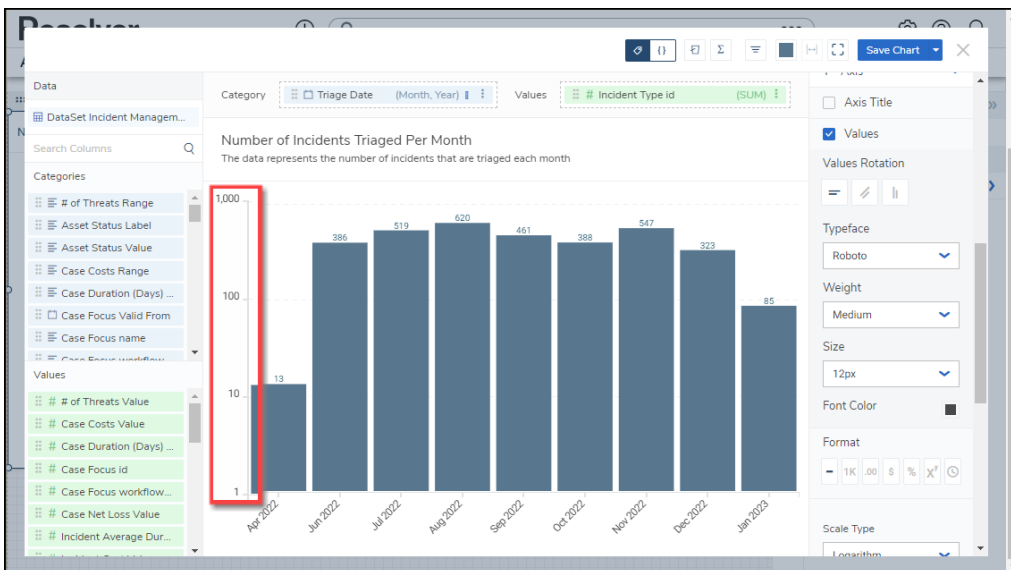 Resolver
Save Chart
Data
DataSet Incident Managem...
Search Columns
Categories
# of Threats Range
Asset Status Label
Asset Status Value
Case Costs Range
Case Duration (Days) ...
Case Focus Valid From
Case Focus name
Case Focus workflow
Values
# # of Threats Value
# Case Costs Value
# Case Duration (Days) ...
# Case Focus id
# Case Focus workflow...
# Case Net Loss Value
# Incident Average Dur...
Category
Triage Date (Month, Year)
Values
# Incident Type id (SUM)
Number of Incidents Triaged Per Month
The data represents the number of incidents that are triaged each month
1,000
100
10
1
13
386
519
620
461
388
547
323
85
Apr 2022
Jun 2022
Jul 2022
Aug 2022
Sep 2022
Oct 2022
Nov 2022
Dec 2022
Jan 2023
Axis Title
Values
Values Rotation
Typeface
Roboto
Weight
Medium
Size
12px
Font Color
Format
1K .00 $ %
Scale Type
Logarithm